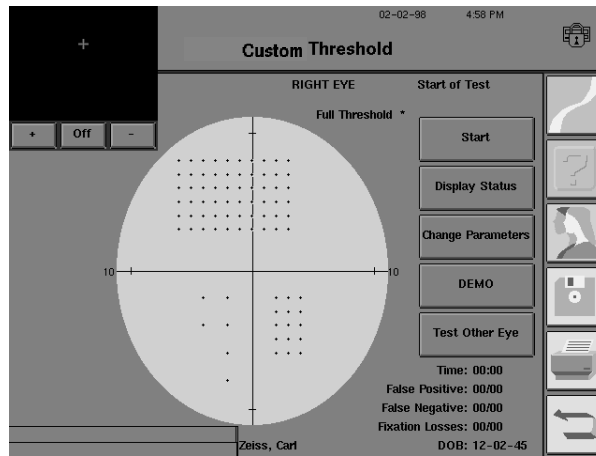 02-02-98 4:58 PM
Custom Threshold
RIGHT EYE Start of Test
Full Threshold *
+ Off -
Start
Display Status
Change Parameters
10 10
DEMO
Test Other Eye
Time: 00:00
False Positive: 00/00
False Negative: 00/00
Fixation Losses: 00/00
Zeiss, Carl DOB: 12-02-45
?